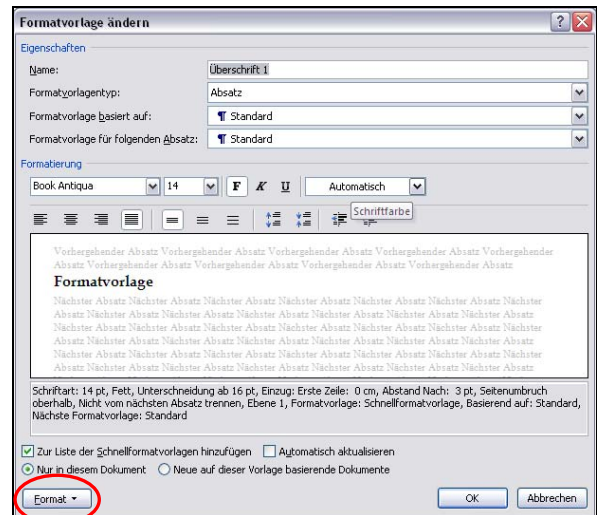 Formatvorlage ändern
Eigenschaften
Name: Überschrift 1
Formatvorlagentyp: Absatz
Formatvorlage basiert auf: ¶ Standard
Formatvorlage für folgenden Absatz: ¶ Standard
Formatierung
Book Antiqua 14 F K U Automatisch
Schriftfarbe
Vorhergehender Absatz Vorhergehender Absatz Vorhergehender Absatz Vorhergehender Absatz Vorhergehender
Absatz Vorhergehender Absatz Vorhergehender Absatz Vorhergehender Absatz Vorhergehender Absatz
Formatvorlage
Nächster Absatz Nächster Absatz Nächster Absatz Nächster Absatz Nächster Absatz Nächster Absatz Nächster
Absatz Nächster Absatz Nächster Absatz Nächster Absatz Nächster Absatz Nächster Absatz Nächster Absatz
Nächster Absatz Nächster Absatz Nächster Absatz Nächster Absatz Nächster Absatz Nächster Absatz Nächster
Absatz Nächster Absatz Nächster Absatz Nächster Absatz Nächster Absatz Nächster Absatz Nächster Absatz
Nächster Absatz Nächster Absatz Nächster Absatz Nächster Absatz Nächster Absatz Nächster Absatz Nächster
Absatz Nächster Absatz Nächster Absatz Nächster Absatz Nächster Absatz Nächster Absatz Nächster Absatz
Schriftart: 14 pt, Fett, Unterschneidung ab 16 pt, Einzug: Erste Zeile: 0 cm, Abstand Nach: 3 pt, Seitenumbruch
oberhalb, Nicht vom nächsten Absatz trennen, Ebene 1, Formatvorlage: Schnellformatvorlage, Basierend auf: Standard,
Nächste Formatvorlage: Standard
Zur Liste der Schnellformatvorlagen hinzufügen Automatisch aktualisieren
Nur in diesem Dokument Neue auf dieser Vorlage basierende Dokumente
Format OK Abbrechen